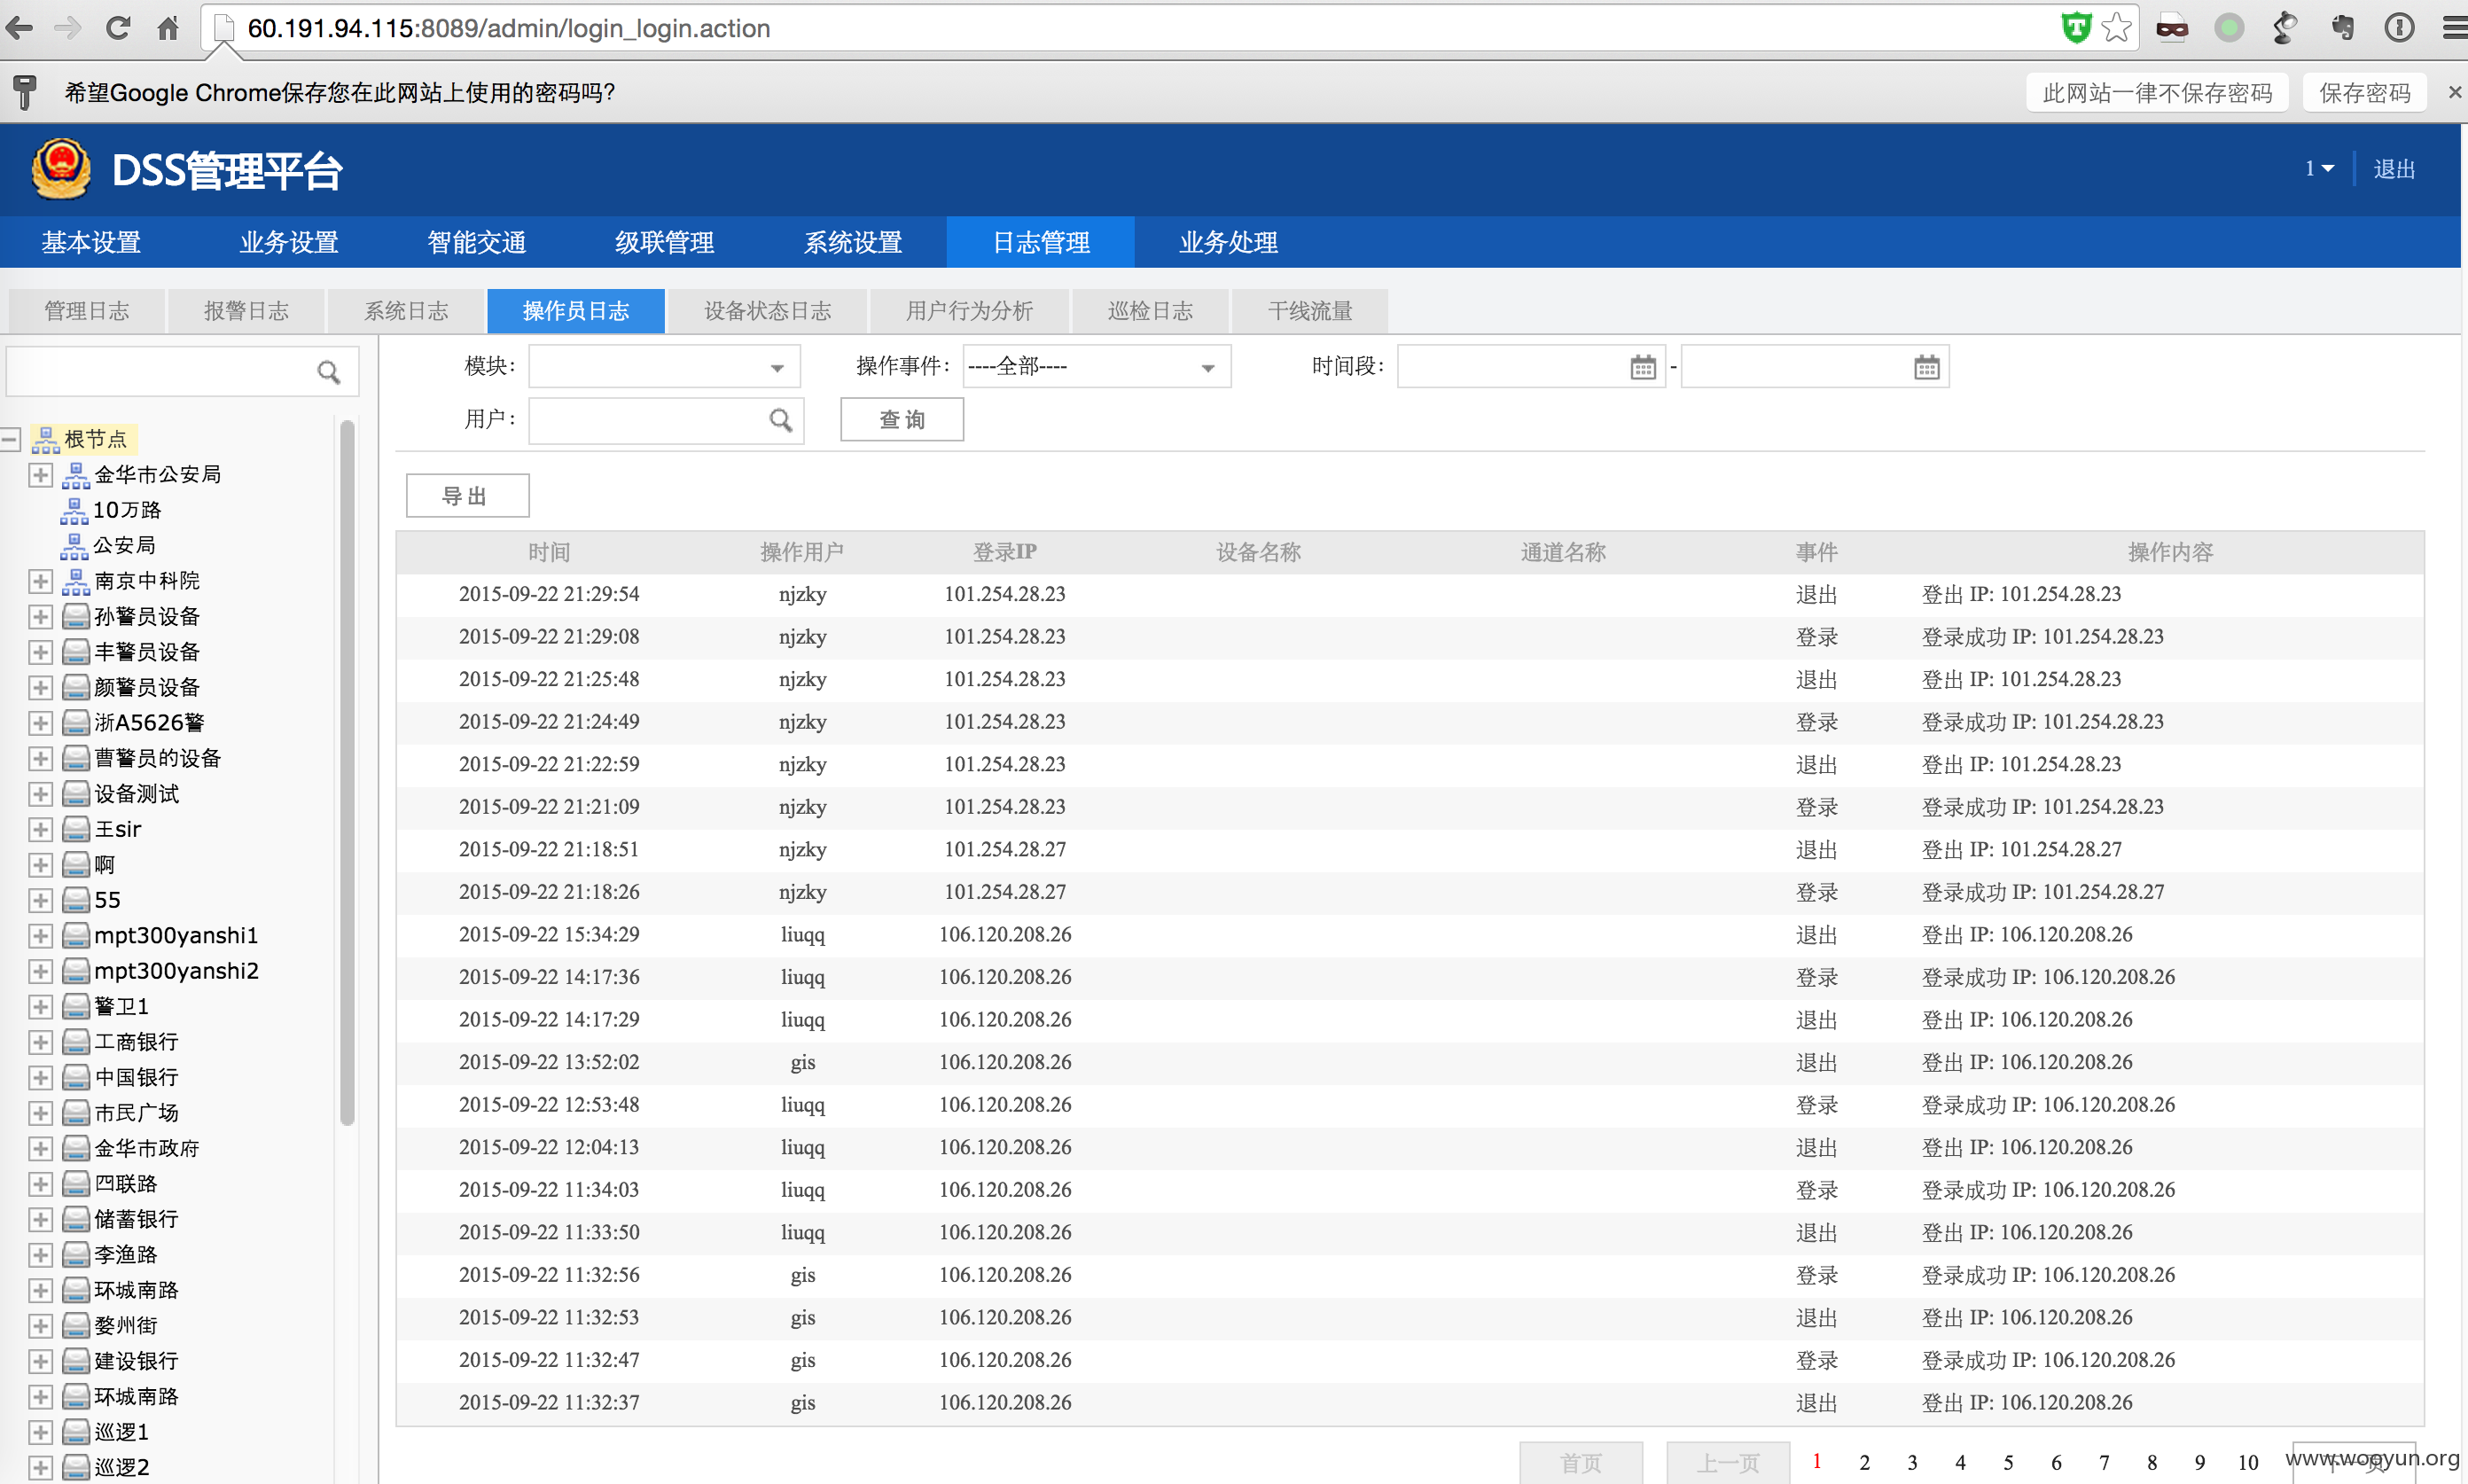 60.191.94.115:8089/admin/login_login.action
希望Google Chrome保存您在此网站上使用的密码吗?
此网站一律不保存密码
保存密码
DSS管理平台
1
退出
基本设置 业务设置 智能交通 级联管理 系统设置 日志管理 业务处理
管理日志 报警日志 系统日志 操作员日志 设备状态日志 用户行为分析 巡检日志 干线流量
模块: 操作事件: ----全部---- 时间段: -
用户: 查 询
导 出
根节点
金华市公安局
10万路
公安局
南京中科院
孙警员设备
丰警员设备
颜警员设备
浙A5626警
曹警员的设备
设备测试
王sir
啊
55
mpt300yanshi1
mpt300yanshi2
警卫1
工商银行
中国银行
市民广场
金华市政府
四联路
储蓄银行
李渔路
环城南路
婺州街
建设银行
环城南路
巡逻1
巡逻2
时间 操作用户 登录IP 设备名称 通道名称 事件 操作内容
2015-09-22 21:29:54 njzky 101.254.28.23 退出 登出 IP: 101.254.28.23
2015-09-22 21:29:08 njzky 101.254.28.23 登录 登录成功 IP: 101.254.28.23
2015-09-22 21:25:48 njzky 101.254.28.23 退出 登出 IP: 101.254.28.23
2015-09-22 21:24:49 njzky 101.254.28.23 登录 登录成功 IP: 101.254.28.23
2015-09-22 21:22:59 njzky 101.254.28.23 退出 登出 IP: 101.254.28.23
2015-09-22 21:21:09 njzky 101.254.28.23 登录 登录成功 IP: 101.254.28.23
2015-09-22 21:18:51 njzky 101.254.28.27 退出 登出 IP: 101.254.28.27
2015-09-22 21:18:26 njzky 101.254.28.27 登录 登录成功 IP: 101.254.28.27
2015-09-22 15:34:29 liuqq 106.120.208.26 退出 登出 IP: 106.120.208.26
2015-09-22 14:17:36 liuqq 106.120.208.26 登录 登录成功 IP: 106.120.208.26
2015-09-22 14:17:29 liuqq 106.120.208.26 退出 登出 IP: 106.120.208.26
2015-09-22 13:52:02 gis 106.120.208.26 退出 登出 IP: 106.120.208.26
2015-09-22 12:53:48 liuqq 106.120.208.26 登录 登录成功 IP: 106.120.208.26
2015-09-22 12:04:13 liuqq 106.120.208.26 退出 登出 IP: 106.120.208.26
2015-09-22 11:34:03 liuqq 106.120.208.26 登录 登录成功 IP: 106.120.208.26
2015-09-22 11:33:50 liuqq 106.120.208.26 退出 登出 IP: 106.120.208.26
2015-09-22 11:32:56 gis 106.120.208.26 登录 登录成功 IP: 106.120.208.26
2015-09-22 11:32:53 gis 106.120.208.26 退出 登出 IP: 106.120.208.26
2015-09-22 11:32:47 gis 106.120.208.26 登录 登录成功 IP: 106.120.208.26
2015-09-22 11:32:37 gis 106.120.208.26 退出 登出 IP: 106.120.208.26
首页 上一页 1 2 3 4 5 6 7 8 9 10 下一页
www.wooyun.org